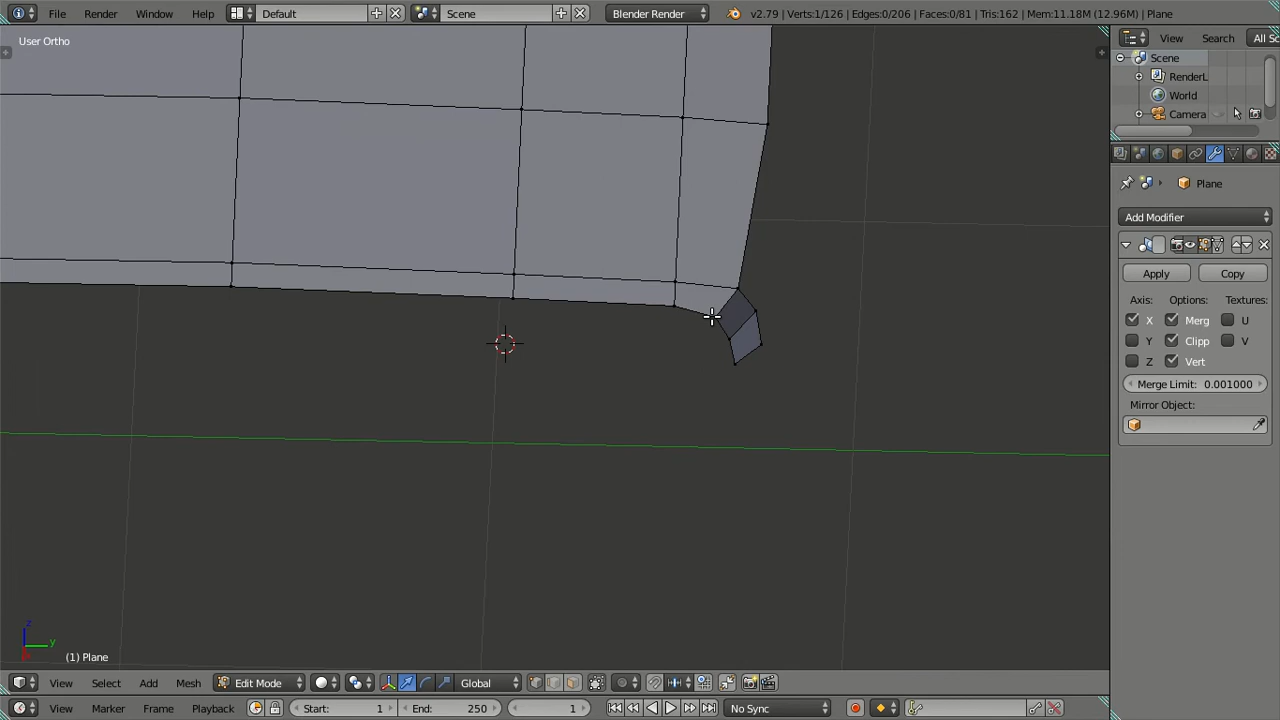 File Render Window Help Default Scene Blender Render v2.79 | Verts:1/126 | Edges:0/206 | Faces:0/81 | Tris:162 | Mem:11.18M (12.96M) | Plane
User Ortho
View Search All Sc
Scene
RenderL
World
Camera
Plane
Add Modifier
Apply Copy
Axis: Options: Textures:
X Merg U
Y Clipp V
Z Vert
Merge Limit: 0.001000
Mirror Object:
z
y
(1) Plane
View Select Add Mesh Edit Mode Global
View Marker Frame Playback Start: 1 End: 250 1 No Sync